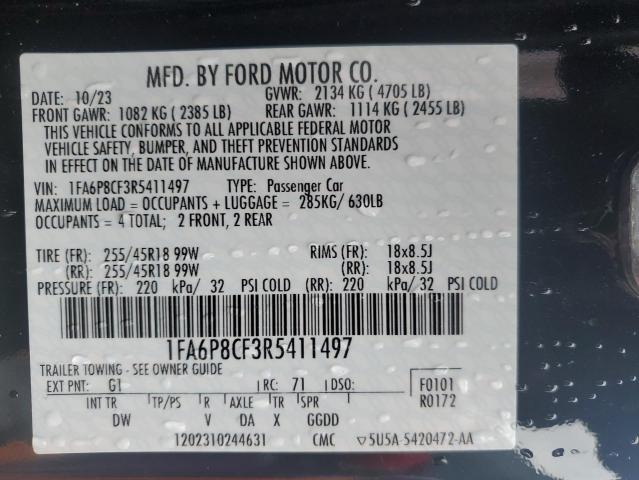 MFD. BY FORD MOTOR CO.
DATE: 10/23 GVWR: 2134 KG ( 4705 LB)
FRONT GAWR: 1082 KG ( 2385 LB) REAR GAWR: 1114 KG ( 2455 LB)
THIS VEHICLE CONFORMS TO ALL APPLICABLE FEDERAL MOTOR
VEHICLE SAFETY, BUMPER, AND THEFT PREVENTION STANDARDS
IN EFFECT ON THE DATE OF MANUFACTURE SHOWN ABOVE.
VIN: 1FA6P8CF3R5411497 TYPE: Passenger Car
MAXIMUM LOAD = OCCUPANTS + LUGGAGE = 285KG/ 630LB
OCCUPANTS = 4 TOTAL; 2 FRONT, 2 REAR
TIRE (FR): 255/45R18 99W RIMS (FR): 18x8.5J
(RR): 255/45R18 99W (RR): 18x8.5J
PRESSURE (FR): 220 kPa/ 32 PSI COLD (RR): 220 kPa/ 32 PSI COLD
1FA6P8CF3R5411497
TRAILER TOWING - SEE OWNER GUIDE
EXT PNT: G1 RC: 71 DSO: F0101
INT TR TP/PS R AXLE TR SPR R0172
DW V DA X GGDD
1202310244631 CMC 5U5A-5420472-AA